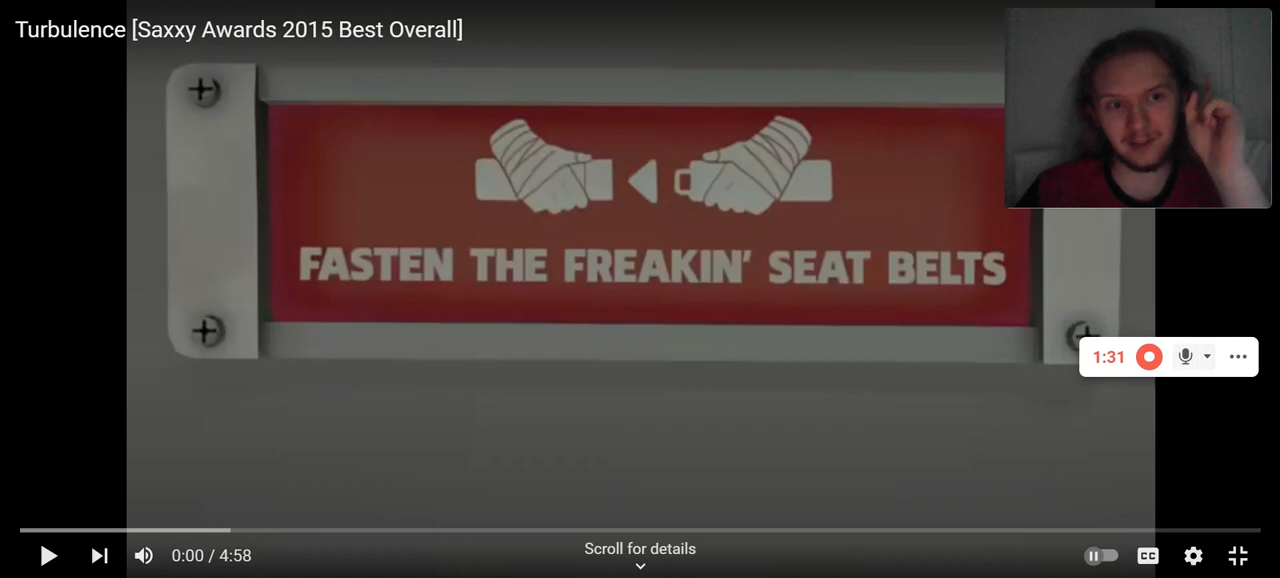 Turbulence [Saxxy Awards 2015 Best Overall]
FASTEN THE FREAKIN' SEAT BELTS
1:31
0:00 / 4:58
Scroll for details
CC